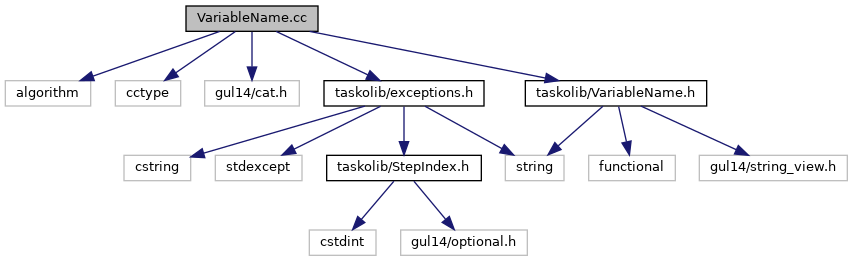 VariableName.cc
algorithm
cctype
gul14/cat.h
taskolib/exceptions.h
taskolib/VariableName.h
cstring
stdexcept
taskolib/StepIndex.h
string
functional
gul14/string_view.h
cstdint
gul14/optional.h